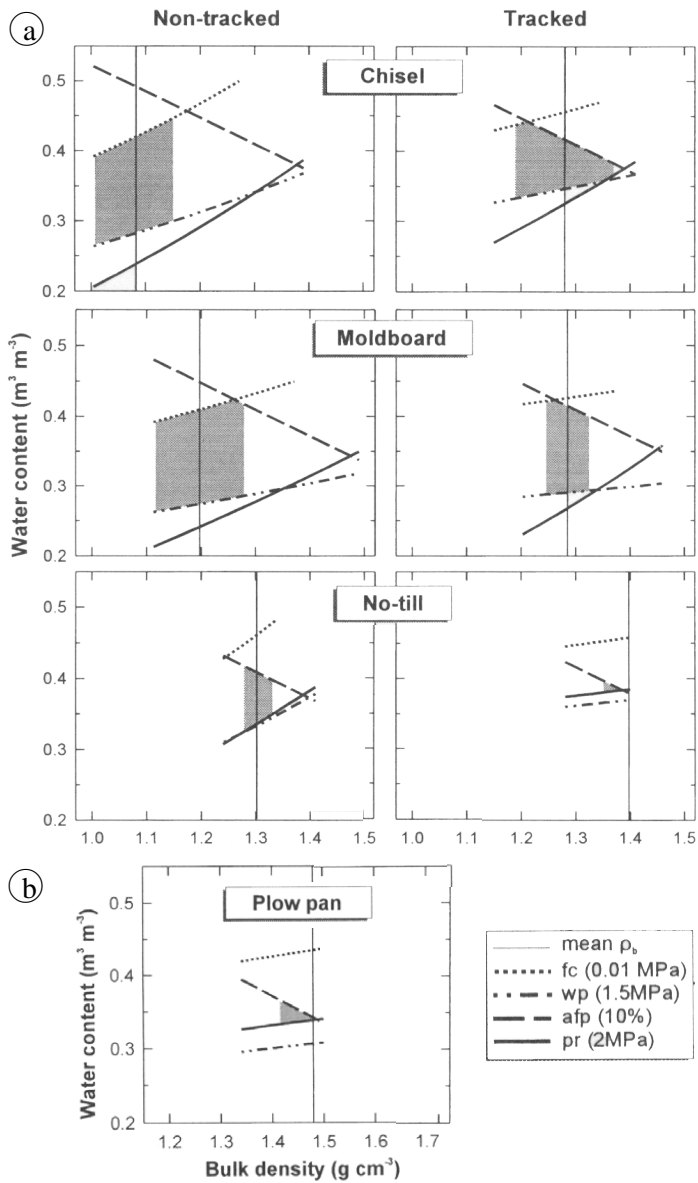 a
Non-tracked
Tracked
Chisel
0.5
0.4
0.3
0.2
Moldboard
0.5
0.4
0.3
0.2
Water content (m³ m⁻³)
No-till
0.5
0.4
0.3
0.2
1.0 1.1 1.2 1.3 1.4 1.5
1.0 1.1 1.2 1.3 1.4 1.5
b
Plow pan
0.5
0.4
0.3
0.2
Water content (m³ m⁻³)
1.2 1.3 1.4 1.5 1.6 1.7
Bulk density (g cm⁻³)
mean ρb
fc (0.01 MPa)
wp (1.5MPa)
afp (10%)
pr (2MPa)